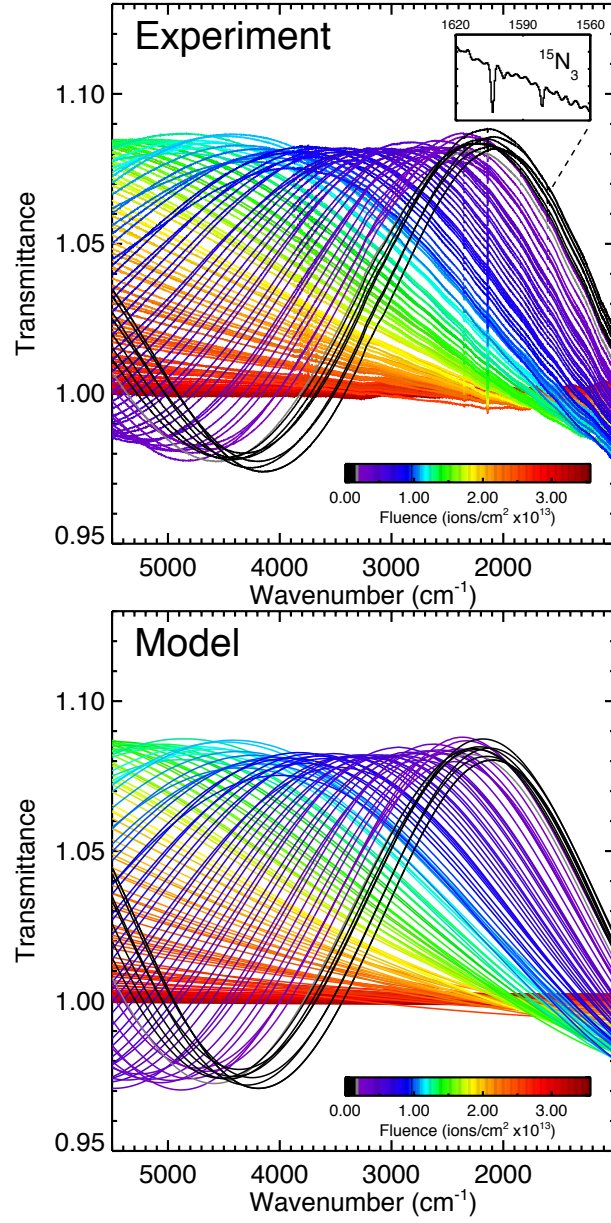 Experiment
1620 1590 1560
¹⁵N₃
1.10
1.05
1.00
0.95
Transmittance
0.00 1.00 2.00 3.00
Fluence (ions/cm² x10¹³)
5000 4000 3000 2000
Wavenumber (cm⁻¹)
Model
1.10
1.05
1.00
0.95
Transmittance
0.00 1.00 2.00 3.00
Fluence (ions/cm² x10¹³)
5000 4000 3000 2000
Wavenumber (cm⁻¹)